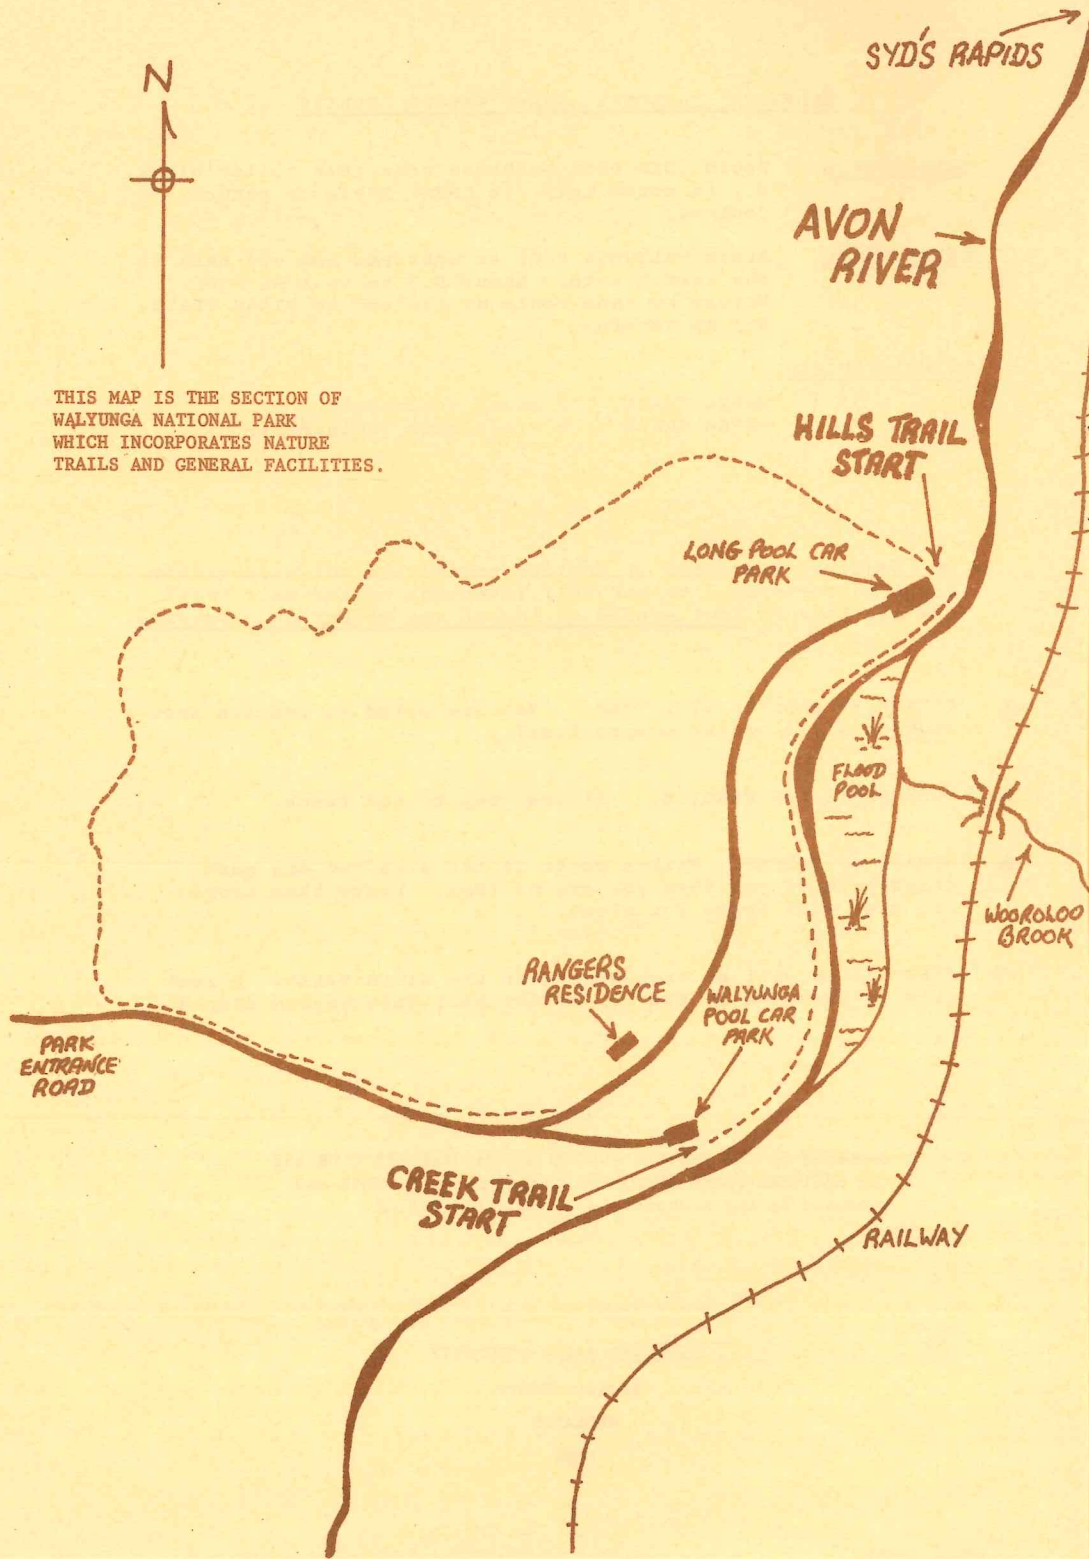 SYD'S RAPIDS
N
AVON
RIVER
THIS MAP IS THE SECTION OF
WALYUNGA NATIONAL PARK
WHICH INCORPORATES NATURE
TRAILS AND GENERAL FACILITIES.
HILLS TRAIL
START
LONG POOL CAR
PARK
FLOOD
POOL
WOOROLOO
BROOK
RANGERS
RESIDENCE
WALYUNGA
POOL CAR
PARK
PARK
ENTRANCE
ROAD
CREEK TRAIL
START
RAILWAY